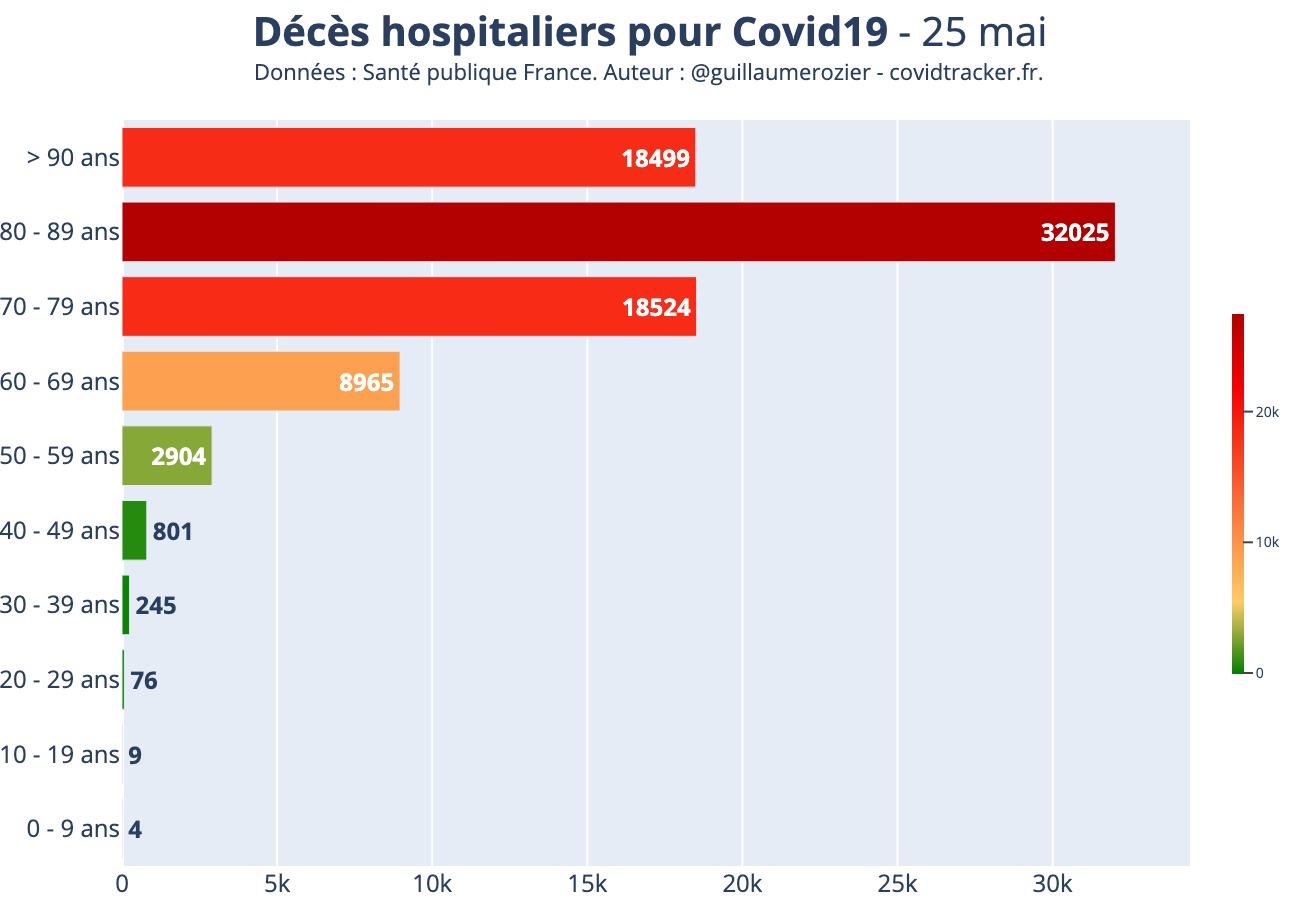 Décès hospitaliers pour Covid19 - 25 mai
Données : Santé publique France. Auteur : @guillaumerozier - covidtracker.fr.
> 90 ans 18499
80 - 89 ans 32025
70 - 79 ans 18524
60 - 69 ans 8965
50 - 59 ans 2904
40 - 49 ans 801
30 - 39 ans 245
20 - 29 ans 76
10 - 19 ans 9
0 - 9 ans 4
0 5k 10k 15k 20k 25k 30k
20k
10k
0